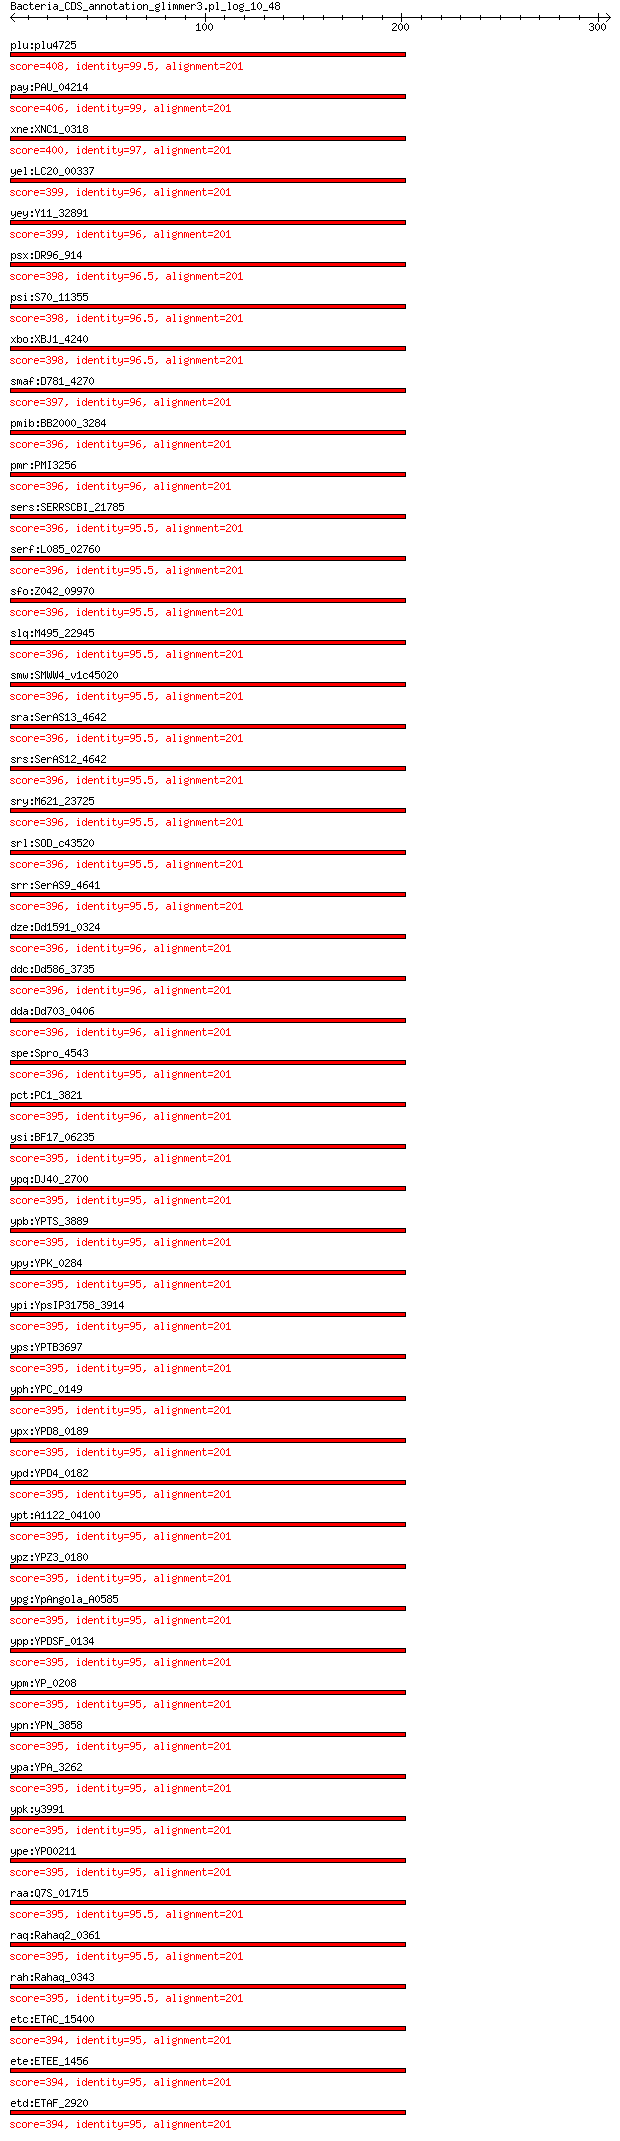 Bacteria_CDS_annotation_glimmer3.pl_log_10_48
100 200 300
plu:plu4725
score=408, identity=99.5, alignment=201
pay:PAU_04214
score=406, identity=99, alignment=201
xne:XNC1_0318
score=400, identity=97, alignment=201
yel:LC20_00337
score=399, identity=96, alignment=201
yey:Y11_32891
score=399, identity=96, alignment=201
psx:DR96_914
score=398, identity=96.5, alignment=201
psi:S70_11355
score=398, identity=96.5, alignment=201
xbo:XBJ1_4240
score=398, identity=96.5, alignment=201
smaf:D781_4270
score=397, identity=96, alignment=201
pmib:BB2000_3284
score=396, identity=96, alignment=201
pmr:PMI3256
score=396, identity=96, alignment=201
sers:SERRSCBI_21785
score=396, identity=95.5, alignment=201
serf:L085_02760
score=396, identity=95.5, alignment=201
sfo:Z042_09970
score=396, identity=95.5, alignment=201
slq:M495_22945
score=396, identity=95.5, alignment=201
smw:SMWW4_v1c45020
score=396, identity=95.5, alignment=201
sra:SerAS13_4642
score=396, identity=95.5, alignment=201
srs:SerAS12_4642
score=396, identity=95.5, alignment=201
sry:M621_23725
score=396, identity=95.5, alignment=201
srl:SOD_c43520
score=396, identity=95.5, alignment=201
srr:SerAS9_4641
score=396, identity=95.5, alignment=201
dze:Dd1591_0324
score=396, identity=96, alignment=201
ddc:Dd586_3735
score=396, identity=96, alignment=201
dda:Dd703_0406
score=396, identity=96, alignment=201
spe:Spro_4543
score=396, identity=95, alignment=201
pct:PC1_3821
score=395, identity=96, alignment=201
ysi:BF17_06235
score=395, identity=95, alignment=201
ypq:DJ40_2700
score=395, identity=95, alignment=201
ypb:YPTS_3889
score=395, identity=95, alignment=201
ypy:YPK_0284
score=395, identity=95, alignment=201
ypi:YpsIP31758_3914
score=395, identity=95, alignment=201
yps:YPTB3697
score=395, identity=95, alignment=201
yph:YPC_0149
score=395, identity=95, alignment=201
ypx:YPD8_0189
score=395, identity=95, alignment=201
ypd:YPD4_0182
score=395, identity=95, alignment=201
ypt:A1122_04100
score=395, identity=95, alignment=201
ypz:YPZ3_0180
score=395, identity=95, alignment=201
ypg:YpAngola_A0585
score=395, identity=95, alignment=201
ypp:YPDSF_0134
score=395, identity=95, alignment=201
ypm:YP_0208
score=395, identity=95, alignment=201
ypn:YPN_3858
score=395, identity=95, alignment=201
ypa:YPA_3262
score=395, identity=95, alignment=201
ypk:y3991
score=395, identity=95, alignment=201
ype:YPO0211
score=395, identity=95, alignment=201
raa:Q7S_01715
score=395, identity=95.5, alignment=201
raq:Rahaq2_0361
score=395, identity=95.5, alignment=201
rah:Rahaq_0343
score=395, identity=95.5, alignment=201
etc:ETAC_15400
score=394, identity=95, alignment=201
ete:ETEE_1456
score=394, identity=95, alignment=201
etd:ETAF_2920
score=394, identity=95, alignment=201